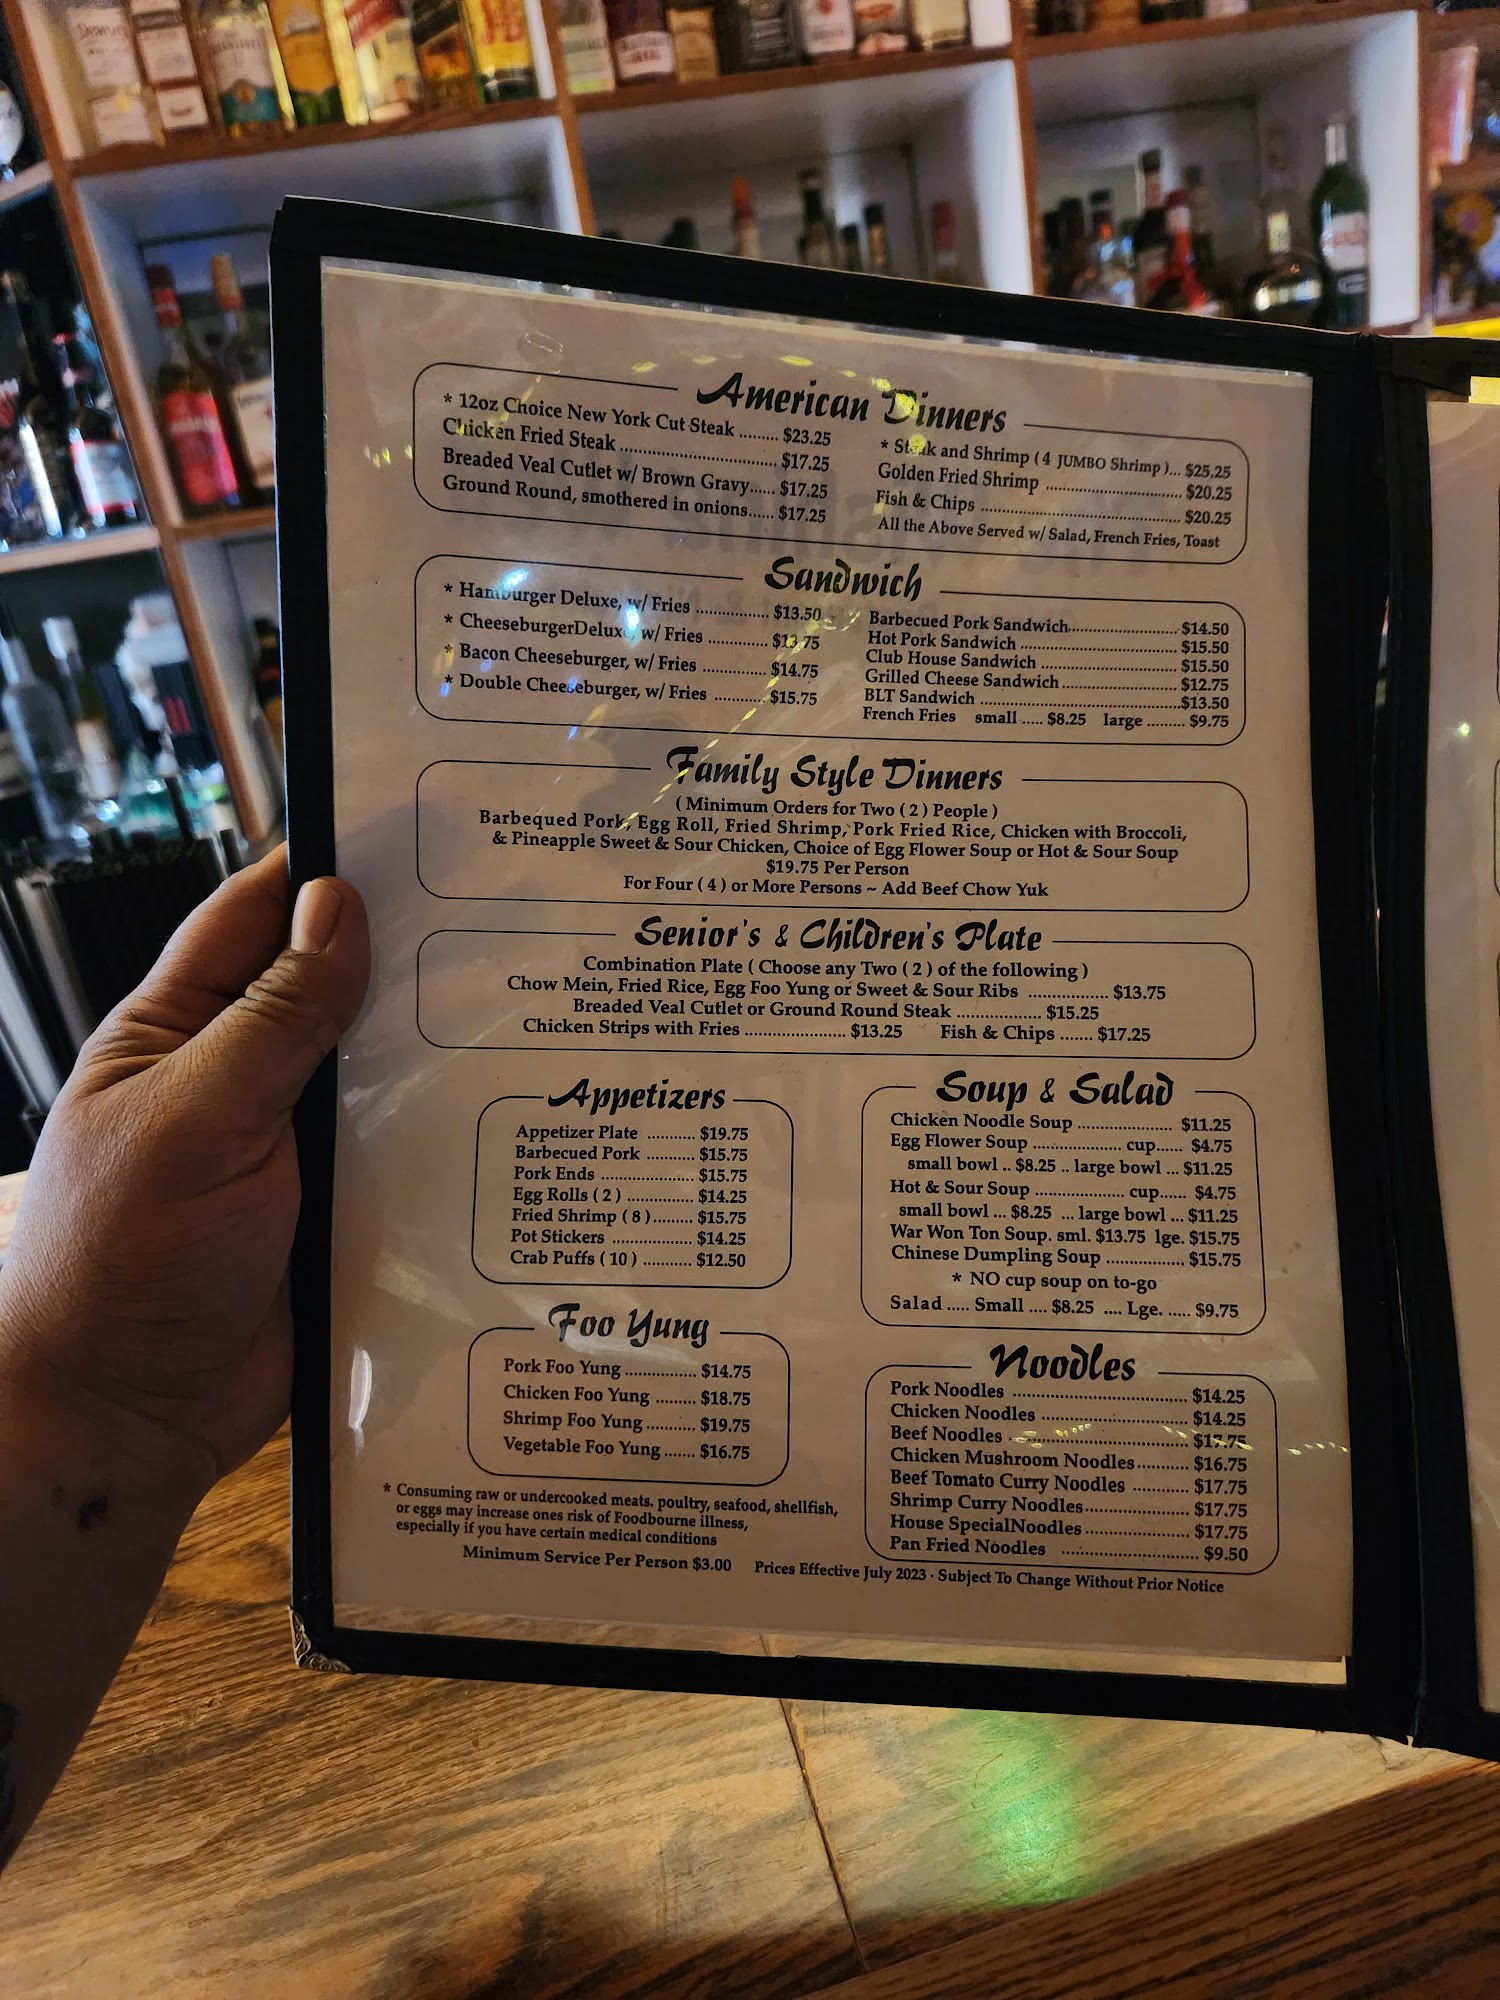 American Dinners
* 12oz Choice New York Cut Steak ......... $23.25
Chicken Fried Steak .................................. $17.25
Breaded Veal Cutlet w/ Brown Gravy...... $17.25
Ground Round, smothered in onions...... $17.25
* Steak and Shrimp ( 4 JUMBO Shrimp )... $25.25
Golden Fried Shrimp .............................. $20.25
Fish & Chips ............................................ $20.25
All the Above Served w/ Salad, French Fries, Toast
Sandwich
* Hamburger Deluxe, w/ Fries ................ $13.50
* CheeseburgerDeluxe, w/ Fries ............ $13.75
* Bacon Cheeseburger, w/ Fries ............. $14.75
* Double Cheeseburger, w/ Fries ........... $15.75
Barbecued Pork Sandwich........................ $14.50
Hot Pork Sandwich .................................. $15.50
Club House Sandwich ............................. $15.50
Grilled Cheese Sandwich......................... $12.75
BLT Sandwich ...........................................$13.50
French Fries small ..... $8.25 large ......... $9.75
Family Style Dinners
( Minimum Orders for Two ( 2 ) People )
Barbequed Pork, Egg Roll, Fried Shrimp, Pork Fried Rice, Chicken with Broccoli,
& Pineapple Sweet & Sour Chicken, Choice of Egg Flower Soup or Hot & Sour Soup
$19.75 Per Person
For Four ( 4 ) or More Persons ~ Add Beef Chow Yuk
Senior's & Children's Plate
Combination Plate ( Choose any Two ( 2 ) of the following )
Chow Mein, Fried Rice, Egg Foo Yung or Sweet & Sour Ribs ................. $13.75
Breaded Veal Cutlet or Ground Round Steak .................. $15.25
Chicken Strips with Fries ...................... $13.25 Fish & Chips ....... $17.25
Appetizers
Appetizer Plate ........... $19.75
Barbecued Pork ........... $15.75
Pork Ends ..................... $15.75
Egg Rolls ( 2 ) ............... $14.25
Fried Shrimp ( 8 )......... $15.75
Pot Stickers .................. $14.25
Crab Puffs ( 10 ) ........... $12.50
Foo Yung
Pork Foo Yung ................ $14.75
Chicken Foo Yung ......... $18.75
Shrimp Foo Yung ........... $19.75
Vegetable Foo Yung ....... $16.75
Soup & Salad
Chicken Noodle Soup ...................... $11.25
Egg Flower Soup ..................... cup...... $4.75
small bowl .. $8.25 .. large bowl ... $11.25
Hot & Sour Soup ..................... cup...... $4.75
small bowl ... $8.25 ... large bowl ... $11.25
War Won Ton Soup. sml. $13.75 lge. $15.75
Chinese Dumpling Soup .................. $15.75
* NO cup soup on to-go
Salad ..... Small .... $8.25 .... Lge. ..... $9.75
Noodles
Pork Noodles ....................................... $14.25
Chicken Noodles ................................. $14.25
Beef Noodles ........................................ $17.75
Chicken Mushroom Noodles........... $16.75
Beef Tomato Curry Noodles ............ $17.75
Shrimp Curry Noodles....................... $17.75
House SpecialNoodles ....................... $17.75
Pan Fried Noodles .............................. $9.50
* Consuming raw or undercooked meats, poultry, seafood, shellfish,
or eggs may increase ones risk of Foodbourne illness,
especially if you have certain medical conditions
Minimum Service Per Person $3.00 Prices Effective July 2023 · Subject To Change Without Prior Notice